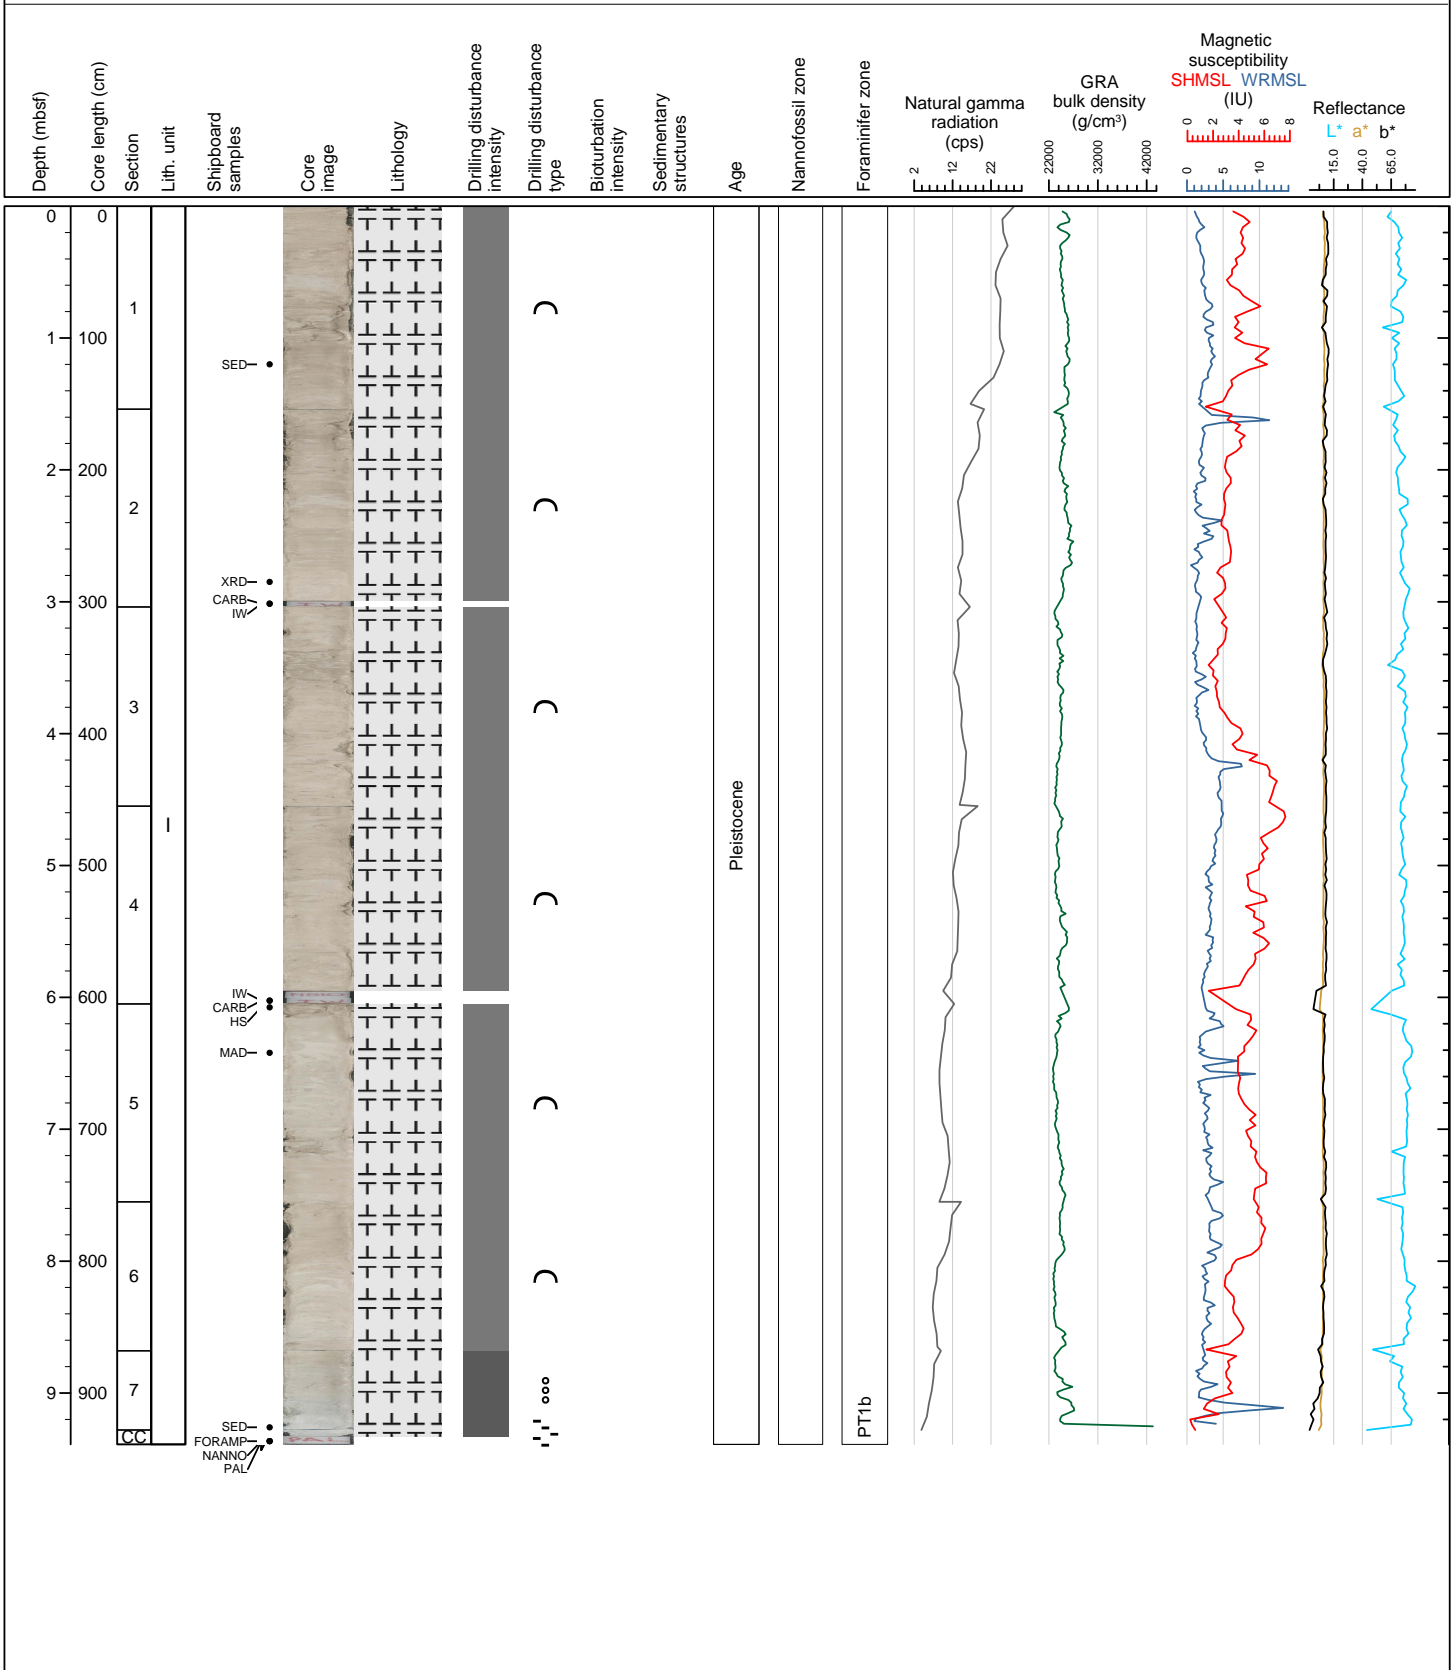 Depth (mbsf)
Core length (cm)
Section
Lith. unit
Shipboard
samples
Core
image
Lithology
Drilling disturbance
intensity
Drilling disturbance
type
Bioturbation
intensity
Sedimentary
structures
Age
Nannofossil zone
Foraminifer zone
Natural gamma
radiation
(cps)
2 12 22
GRA
bulk density
(g/cm³)
22000 32000 42000
Magnetic
susceptibility
SHMSL WRMSL
(IU)
0 2 4 6 8
0 5 10
Reflectance
L* a* b*
15.0 40.0 65.0
0 0
1
1 100
SED
2 200
2
XRD
CARB
3 300
IW
3
4 400
I
Pleistocene
5 500
4
IW
6 600
CARB
HS
MAD
5
7 700
8 800
6
7
9 900
PT1b
SED
CC
FORAMP
NANNO
PAL
PAL